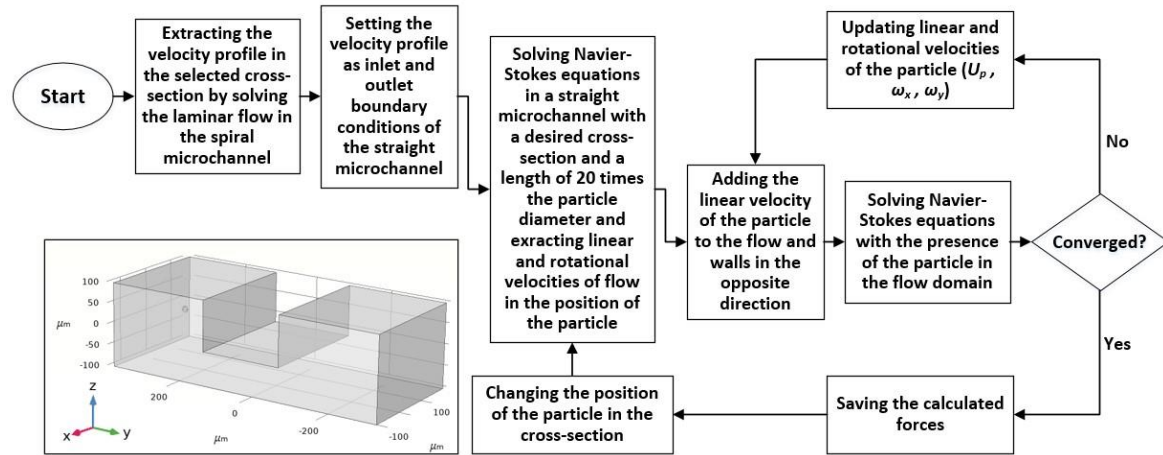 Start
Extracting the
velocity profile in
the selected cross-
section by solving
the laminar flow in
the spiral
microchannel
Setting the
velocity profile
as inlet and
outlet
boundary
conditions of
the straight
microchannel
Solving Navier-
Stokes equations
in a straight
microchannel with
a desired cross-
section and a
length of 20 times
the particle
diameter and
exracting linear
and rotational
velocities of flow
in the position of
the particle
Adding the
linear velocity
of the particle
to the flow and
walls in the
opposite
direction
Solving Navier-
Stokes equations
with the presence
of the particle in
the flow domain
Converged?
No
Updating linear and
rotational velocities
of the particle (Uₚ ,
ωₓ , ωᵧ)
Yes
Saving the calculated
forces
Changing the position
of the particle in the
cross-section
100
50
0
-50
-100
μm
200
0
-200
μm
100
-100
μm
z
x
y